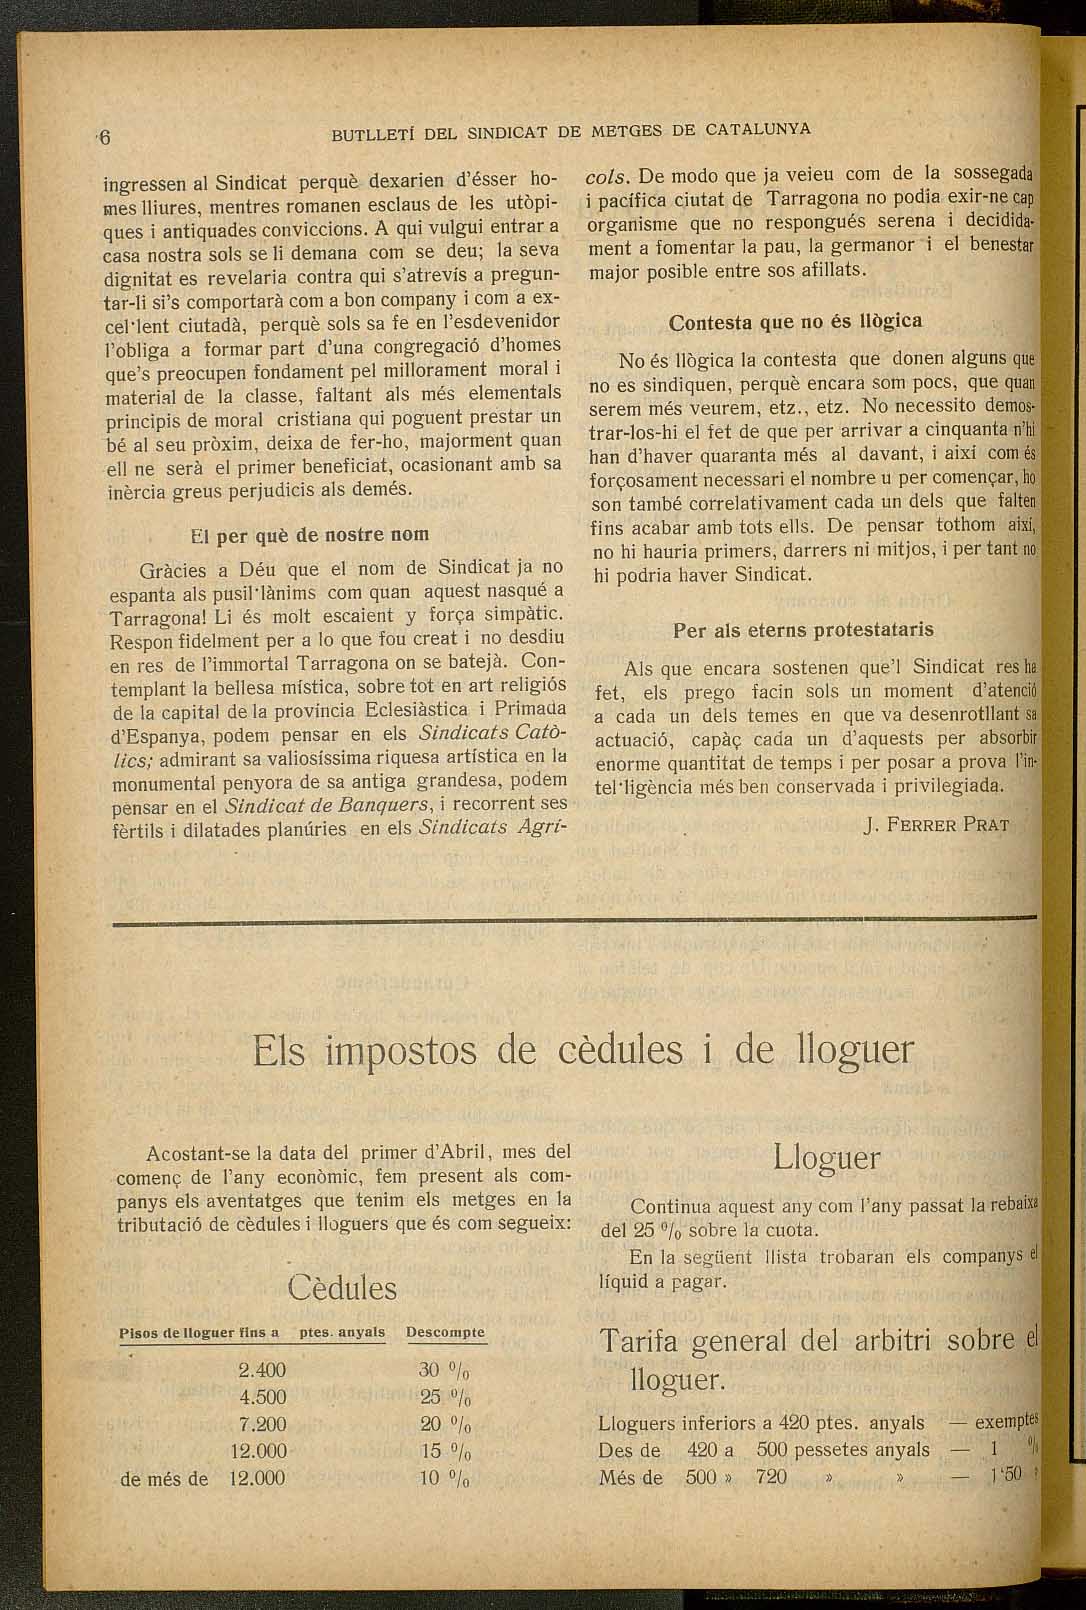 6
BUTLLETÍ DEL SINDICAT DE METGES DE CATALUNYA
ingressen al Sindicat perquè dexarien d'ésser ho-
mes lliures, mentres romanen esclaus de les utòpi-
ques i antiquades conviccions. A qui vulgui entrar a
casa nostra sols se li demana com se deu; la seva
dignitat es revelaria contra qui s'atrevís a pregun-
tar-li si's comportarà com a bon company i com a ex-
cel·lent ciutadà, perquè sols sa fe en l'esdevenidor
l'obliga a formar part d'una congregació d'homes
que's preocupen fondament pel millorament moral i
material de la classe, faltant als més elementals
principis de moral cristiana qui poguent prestar un
bé al seu pròxim, deixa de fer-ho, majorment quan
ell ne serà el primer beneficiat, ocasionant amb sa
inèrcia greus perjudicis als demés.
El per què de nostre nom
Gràcies a Déu que el nom de Sindicat ja no
espanta als pusil·lànims com quan aquest nasqué a
Tarragona! Li és molt escaient y força simpàtic.
Respon fidelment per a lo que fou creat i no desdiu
en res de l'immortal Tarragona on se batejà. Con-
templant la bellesa mística, sobre tot en art religiós
de la capital de la província Eclesiàstica i Primada
d'Espanya, podem pensar en els Sindicats Catò-
lics; admirant sa valiosíssima riquesa artística en la
monumental penyora de sa antiga grandesa, podem
pensar en el Sindicat de Banquers, i recorrent ses
fèrtils i dilatades planúries en els Sindicats Agrí-
cols. De modo que ja veieu com de la sossegada
i pacífica ciutat de Tarragona no podia exir-ne cap
organisme que no respongués serena i decidida-
ment a fomentar la pau, la germanor i el benestar
major posible entre sos afillats.
Contesta que no és llògica
No és llògica la contesta que donen alguns que
no es sindiquen, perquè encara som pocs, que quan
serem més veurem, etz., etz. No necessito demos-
trar-los-hi el fet de que per arrivar a cinquanta n'hi
han d'haver quaranta més al davant, i així com és
forçosament necessari el nombre u per començar, ho
son també correlativament cada un dels que falten
fins acabar amb tots ells. De pensar tothom així,
no hi hauria primers, darrers ni mitjos, i per tant no
hi podria haver Sindicat.
Per als eterns protestataris
Als que encara sostenen que'l Sindicat res ha
fet, els prego facin sols un moment d'atenció
a cada un dels temes en que va desenrotllant sa
actuació, capàç cada un d'aquests per absorbir
enorme quantitat de temps i per posar a prova l'in-
tel·ligència més ben conservada i privilegiada.
J. FERRER PRAT
Els impostos de cèdules i de lloguer
Acostant-se la data del primer d'Abril, mes del
començ de l'any econòmic, fem present als com-
panys els aventatges que tenim els metges en la
tributació de cèdules i lloguers que és com segueix:
Cèdules
Pisos de lloguer fins a ptes. anyals Descompte
2.400 30 %
4.500 25 %
7.200 20 %
12.000 15 %
de més de 12.000 10 %
Lloguer
Continua aquest any com l'any passat la rebaixa
del 25 % sobre la cuota.
En la següent llista trobaran els companys el
líquid a pagar.
Tarifa general del arbitri sobre el
lloguer.
Lloguers inferiors a 420 ptes. anyals — exemptes
Des de 420 a 500 pessetes anyals — 1 %
Més de 500 » 720 » » — 1'50 »